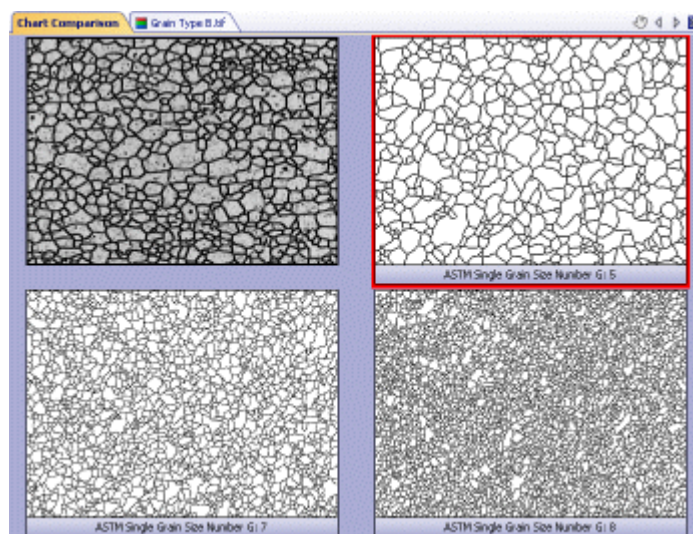 Chart Comparison
Grain Type B.tif
ASTM Single Grain Size Number G: 5
ASTM Single Grain Size Number G: 7
ASTM Single Grain Size Number G: 8